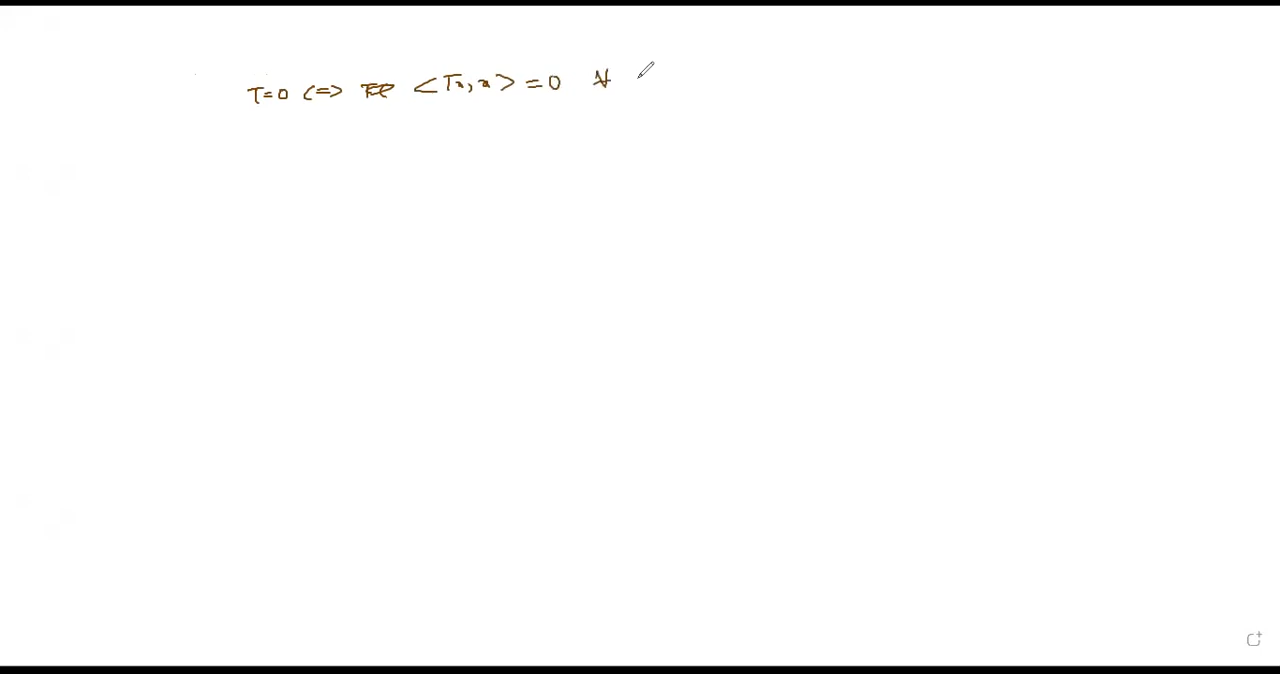 T=0 <=> <Tx, x> = 0 ∀